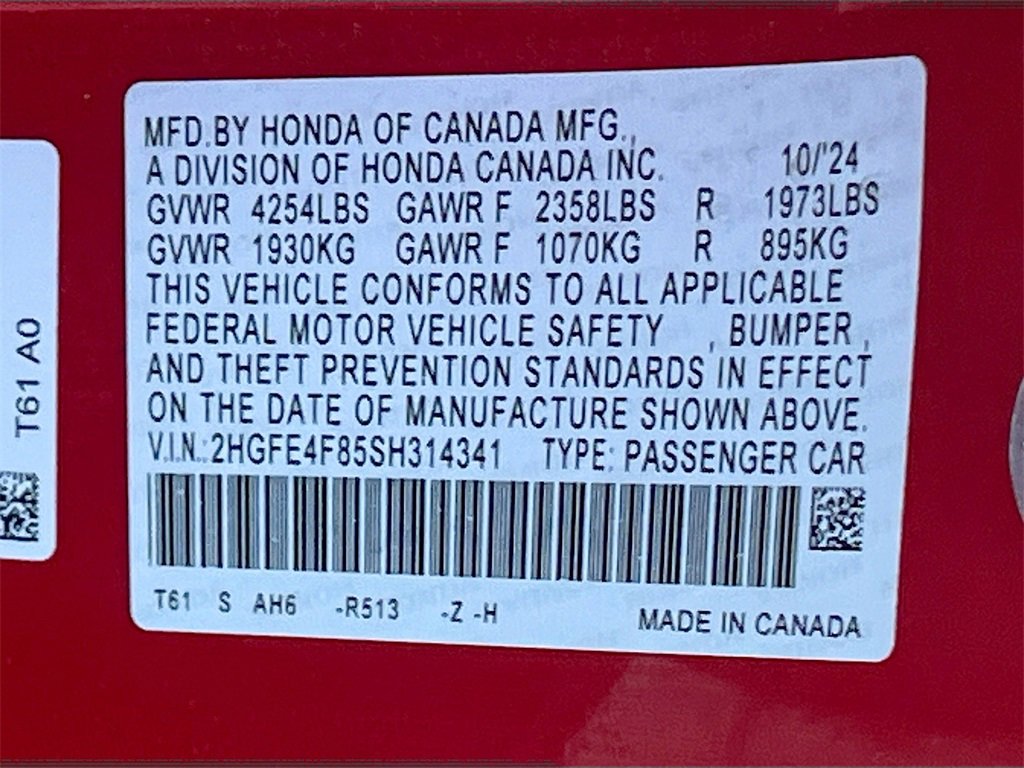 MFD.BY HONDA OF CANADA MFG.,
A DIVISION OF HONDA CANADA INC. 10/'24
GVWR 4254LBS GAWR F 2358LBS R 1973LBS
GVWR 1930KG GAWR F 1070KG R 895KG
THIS VEHICLE CONFORMS TO ALL APPLICABLE
FEDERAL MOTOR VEHICLE SAFETY , BUMPER,
AND THEFT PREVENTION STANDARDS IN EFFECT
ON THE DATE OF MANUFACTURE SHOWN ABOVE.
V.I.N.:2HGFE4F85SH314341 TYPE: PASSENGER CAR
T61 S AH6 -R513 -Z -H MADE IN CANADA
T61 A0